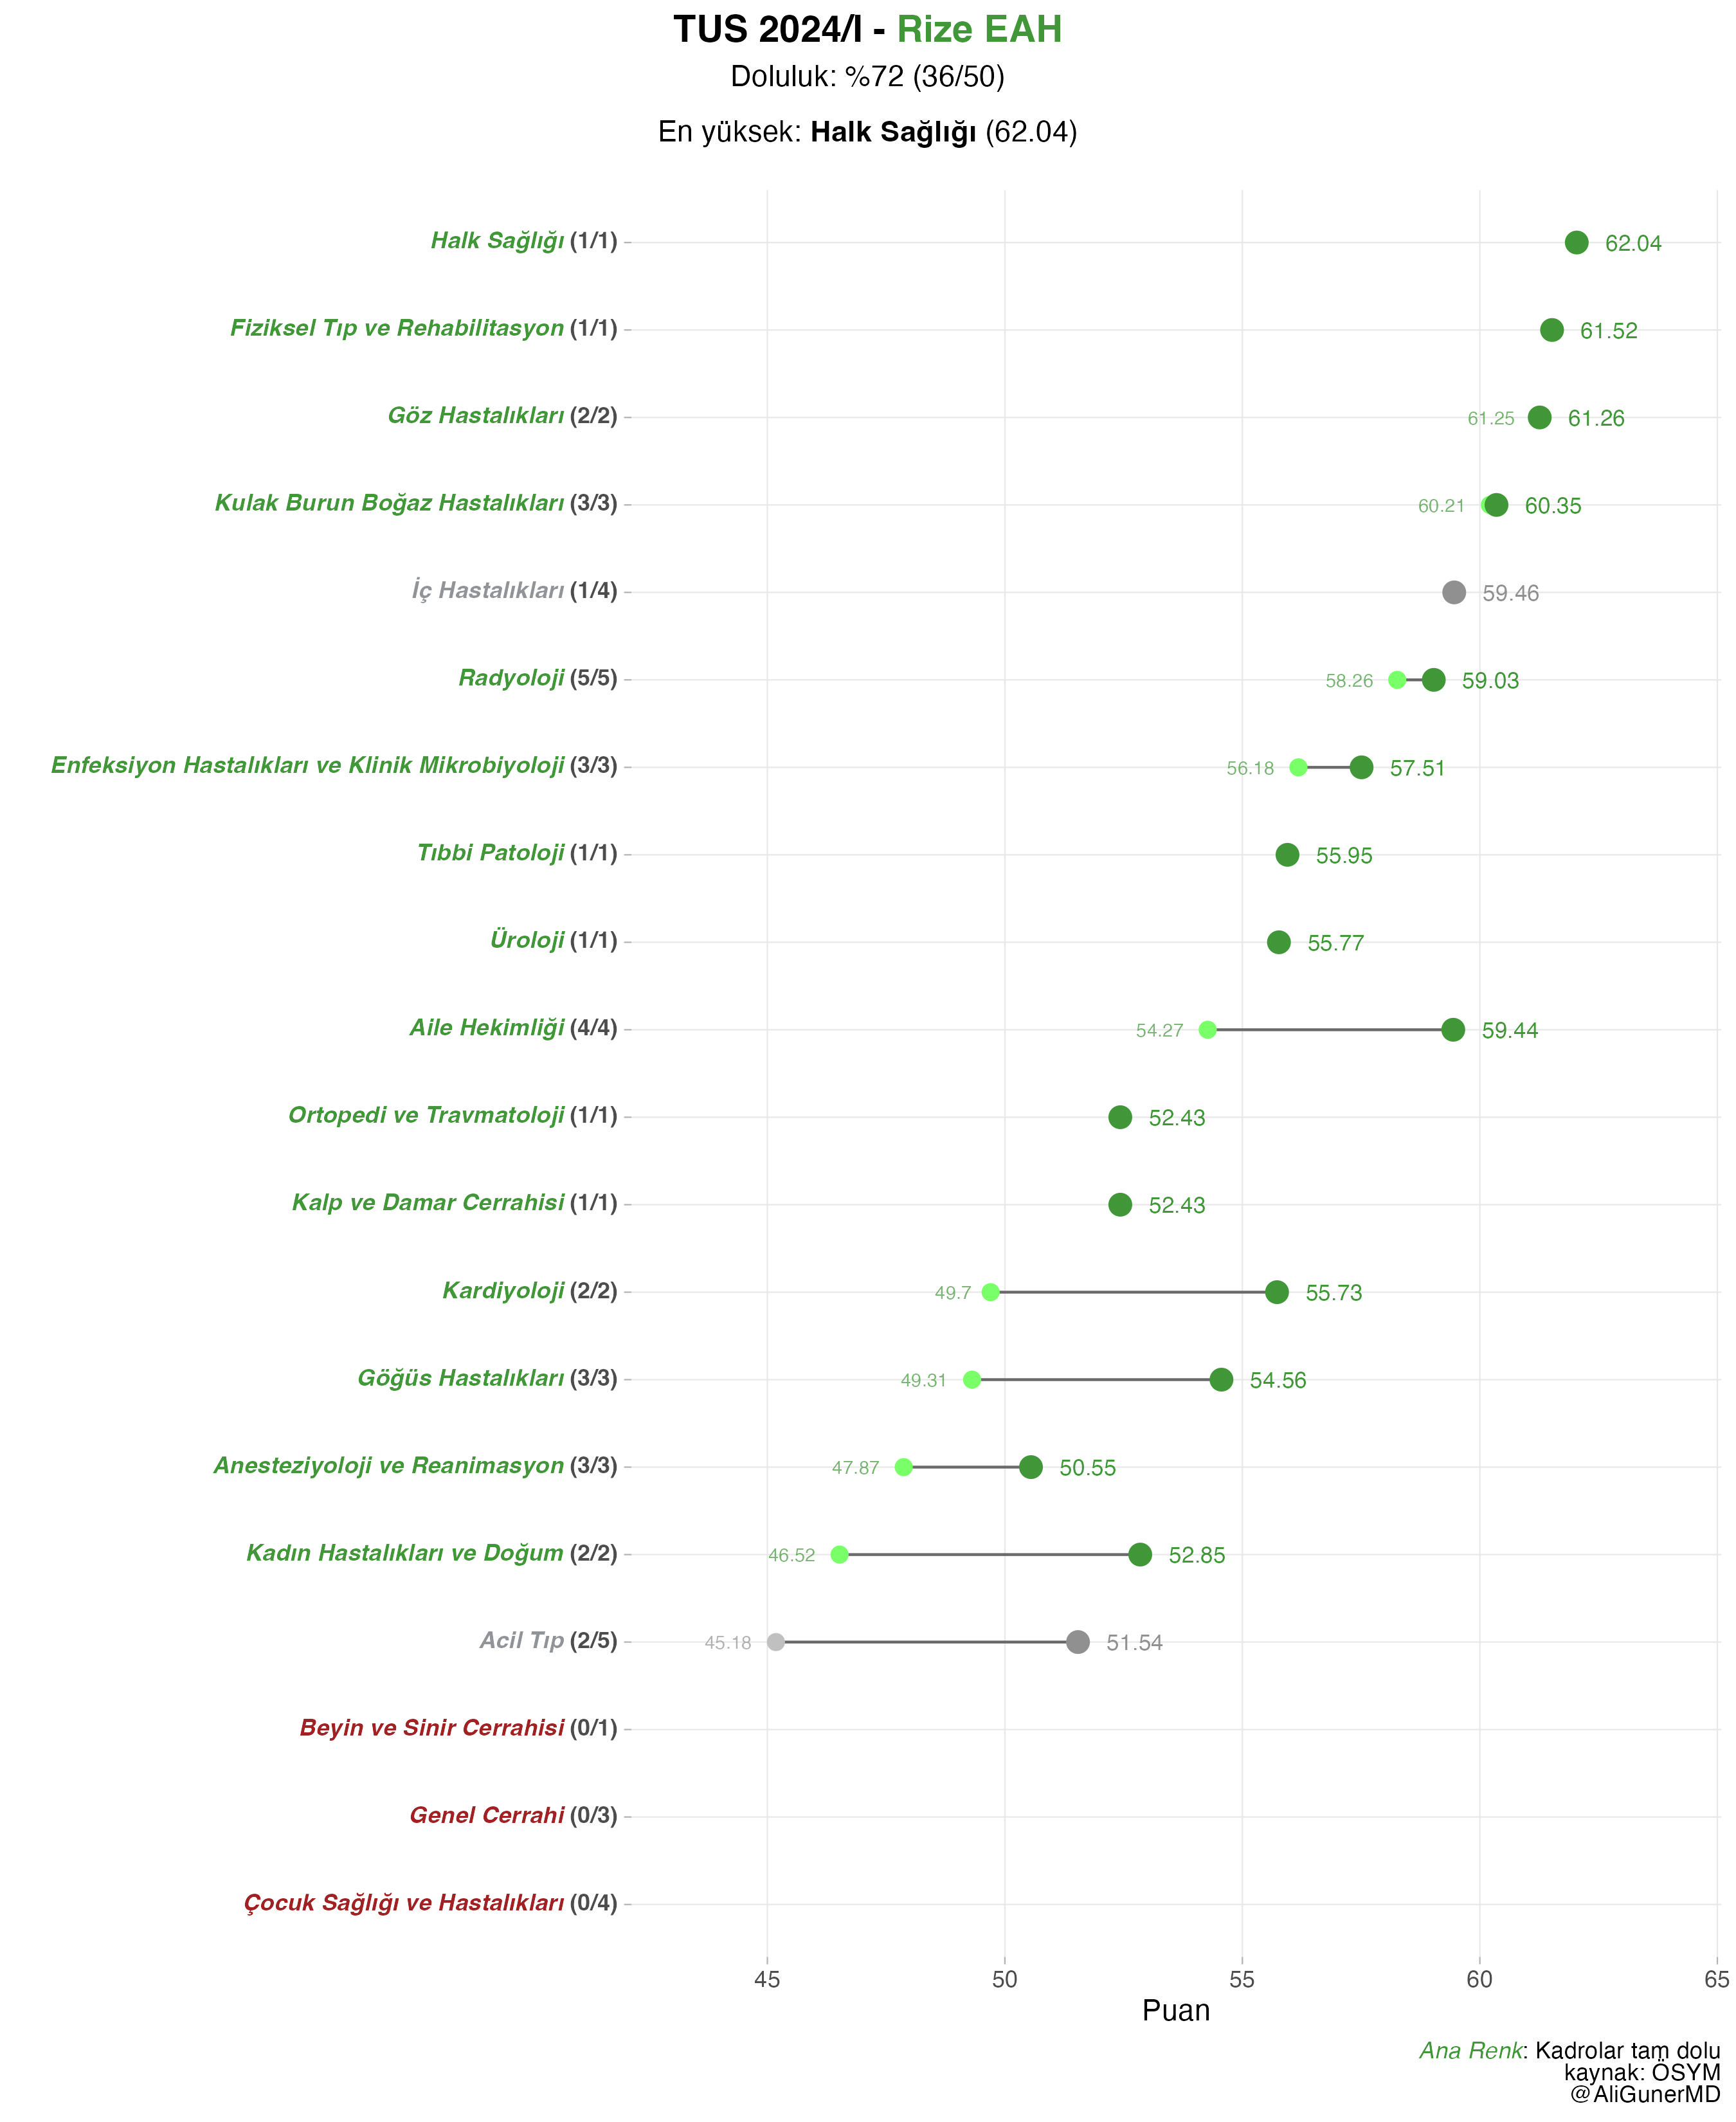 TUS 2024/I - Rize EAH
Doluluk: %72 (36/50)
En yüksek: Halk Sağlığı (62.04)
Halk Sağlığı (1/1) 62.04
Fiziksel Tıp ve Rehabilitasyon (1/1) 61.52
Göz Hastalıkları (2/2) 61.25 61.26
Kulak Burun Boğaz Hastalıkları (3/3) 60.21 60.35
İç Hastalıkları (1/4) 59.46
Radyoloji (5/5) 58.26 59.03
Enfeksiyon Hastalıkları ve Klinik Mikrobiyoloji (3/3) 56.18 57.51
Tıbbi Patoloji (1/1) 55.95
Üroloji (1/1) 55.77
Aile Hekimliği (4/4) 54.27 59.44
Ortopedi ve Travmatoloji (1/1) 52.43
Kalp ve Damar Cerrahisi (1/1) 52.43
Kardiyoloji (2/2) 49.7 55.73
Göğüs Hastalıkları (3/3) 49.31 54.56
Anesteziyoloji ve Reanimasyon (3/3) 47.87 50.55
Kadın Hastalıkları ve Doğum (2/2) 46.52 52.85
Acil Tıp (2/5) 45.18 51.54
Beyin ve Sinir Cerrahisi (0/1)
Genel Cerrahi (0/3)
Çocuk Sağlığı ve Hastalıkları (0/4)
45 50 55 60 65
Puan
Ana Renk: Kadrolar tam dolu
kaynak: ÖSYM
@AliGunerMD